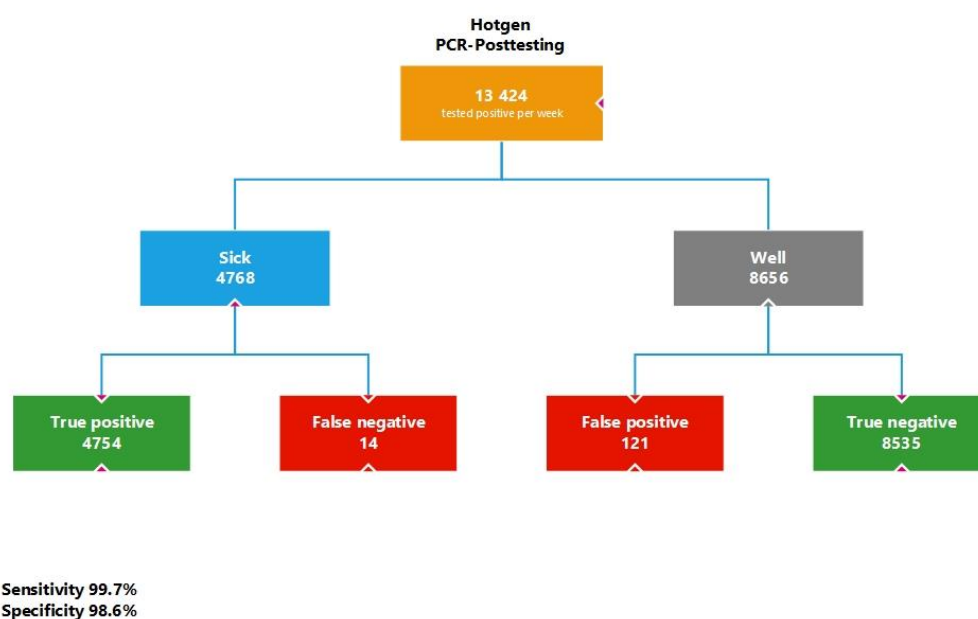 Hotgen
PCR-Posttesting
13 424
tested positive per week
Sick
4768
Well
8656
True positive
4754
False negative
14
False positive
121
True negative
8535
Sensitivity 99.7%
Specificity 98.6%